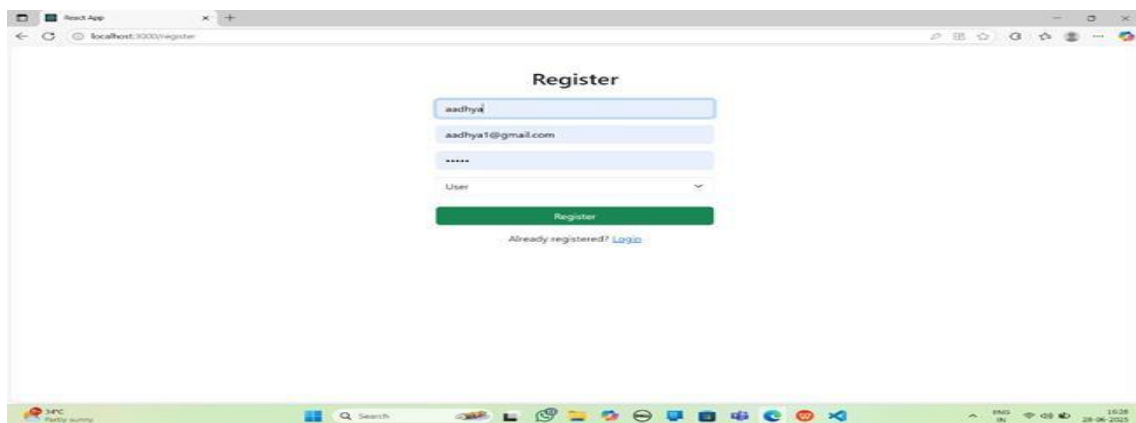 React App
localhost:3000/register
Register
aadhya
aadhya1@gmail.com
•••••
User
Register
Already registered? Login
34°C
Partly sunny
Search
ENG
IN
16:28
28-06-2025